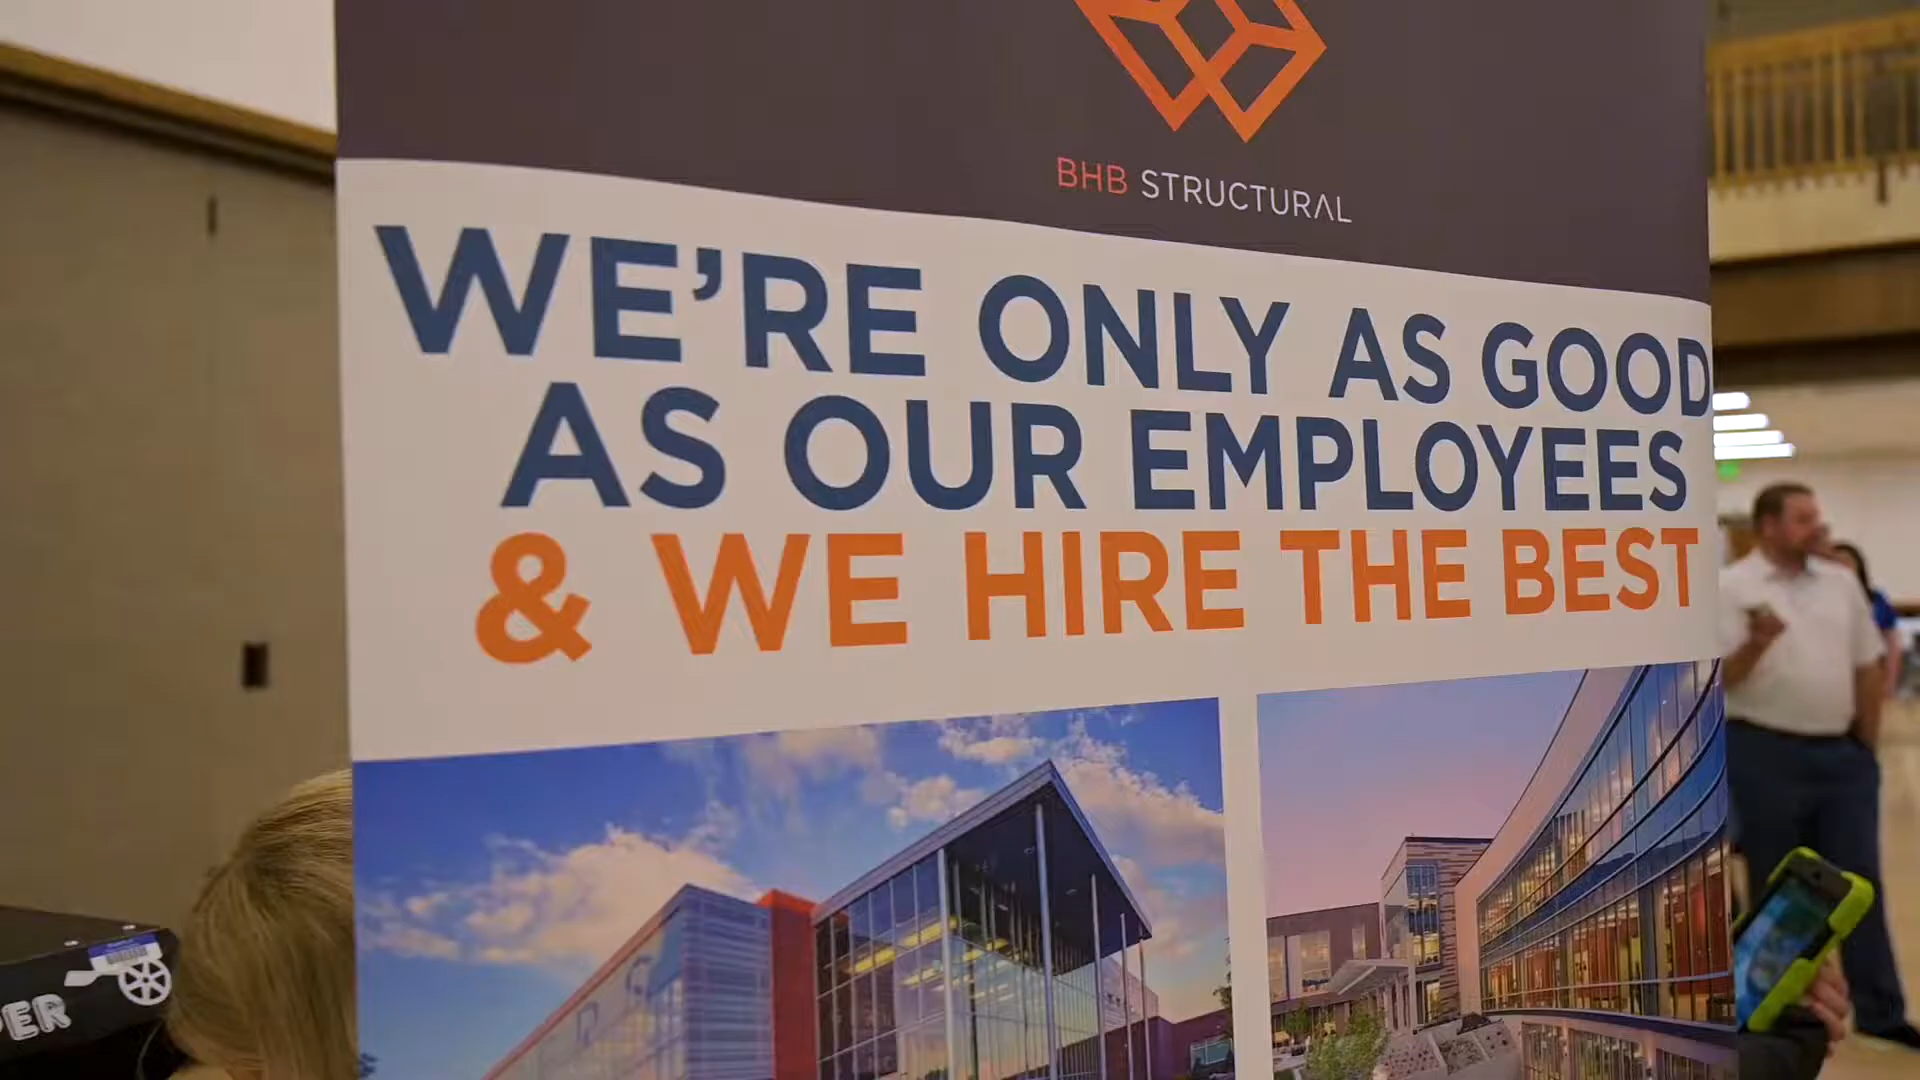 BHB STRUCTURAL
WE'RE ONLY AS GOOD
AS OUR EMPLOYEES
& WE HIRE THE BEST